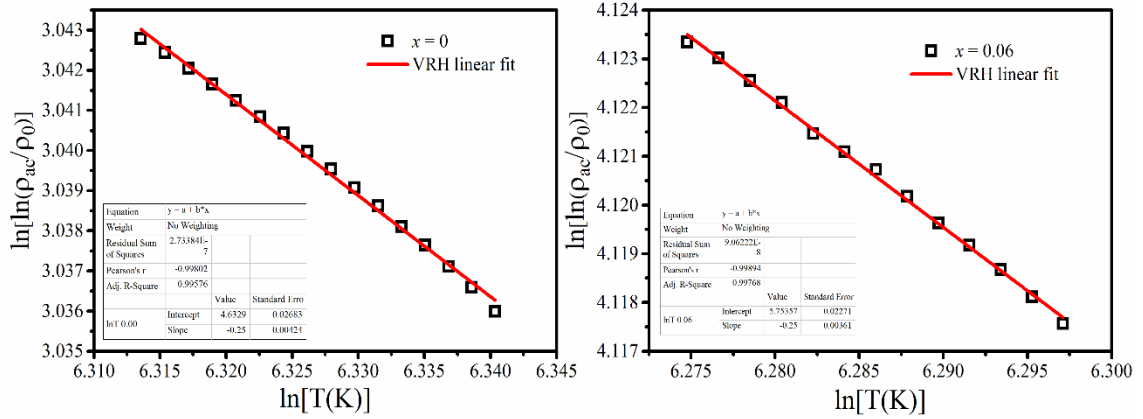 3.043
3.042
3.041
3.040
3.039
3.038
3.037
3.036
3.035
ln[ln(ρac/ρ0)]
x = 0
VRH linear fit
Equation y = a + b*x
Weight No Weighting
Residual Sum of Squares 2.73384E-7
Pearson's r -0.99802
Adj. R-Square 0.99576
Value Standard Erro
lnT 0.00 Intercept 4.6329 0.02683
Slope -0.25 0.00424
6.310 6.315 6.320 6.325 6.330 6.335 6.340 6.345
ln[T(K)]
4.124
4.123
4.122
4.121
4.120
4.119
4.118
4.117
ln[ln(ρac/ρ0)]
x = 0.06
VRH linear fit
Equation y = a + b*x
Weight No Weighting
Residual Sum of Squares 9.06222E-8
Pearson's r -0.99894
Adj. R-Square 0.99768
Value Standard Error
lnT 0.06 Intercept 5.75357 0.02271
Slope -0.25 0.00361
6.275 6.280 6.285 6.290 6.295 6.300
ln[T(K)]